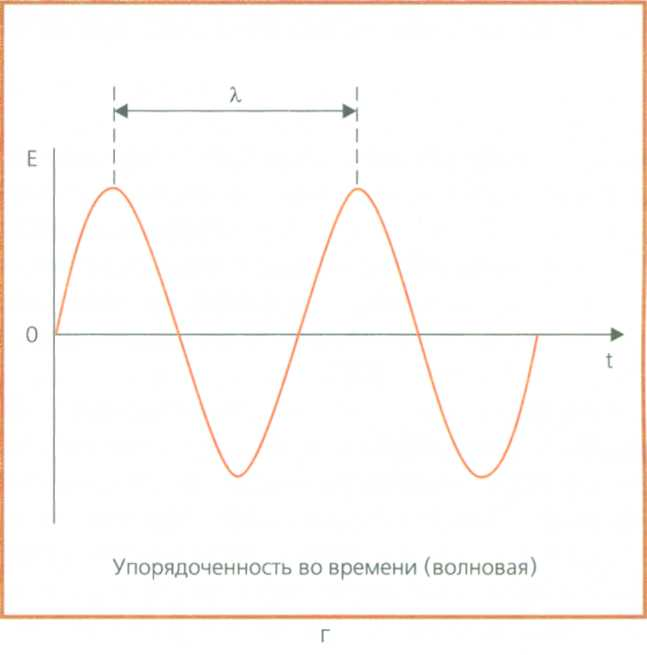 λ
E
0
t
Упорядоченность во времени (волновая)
г